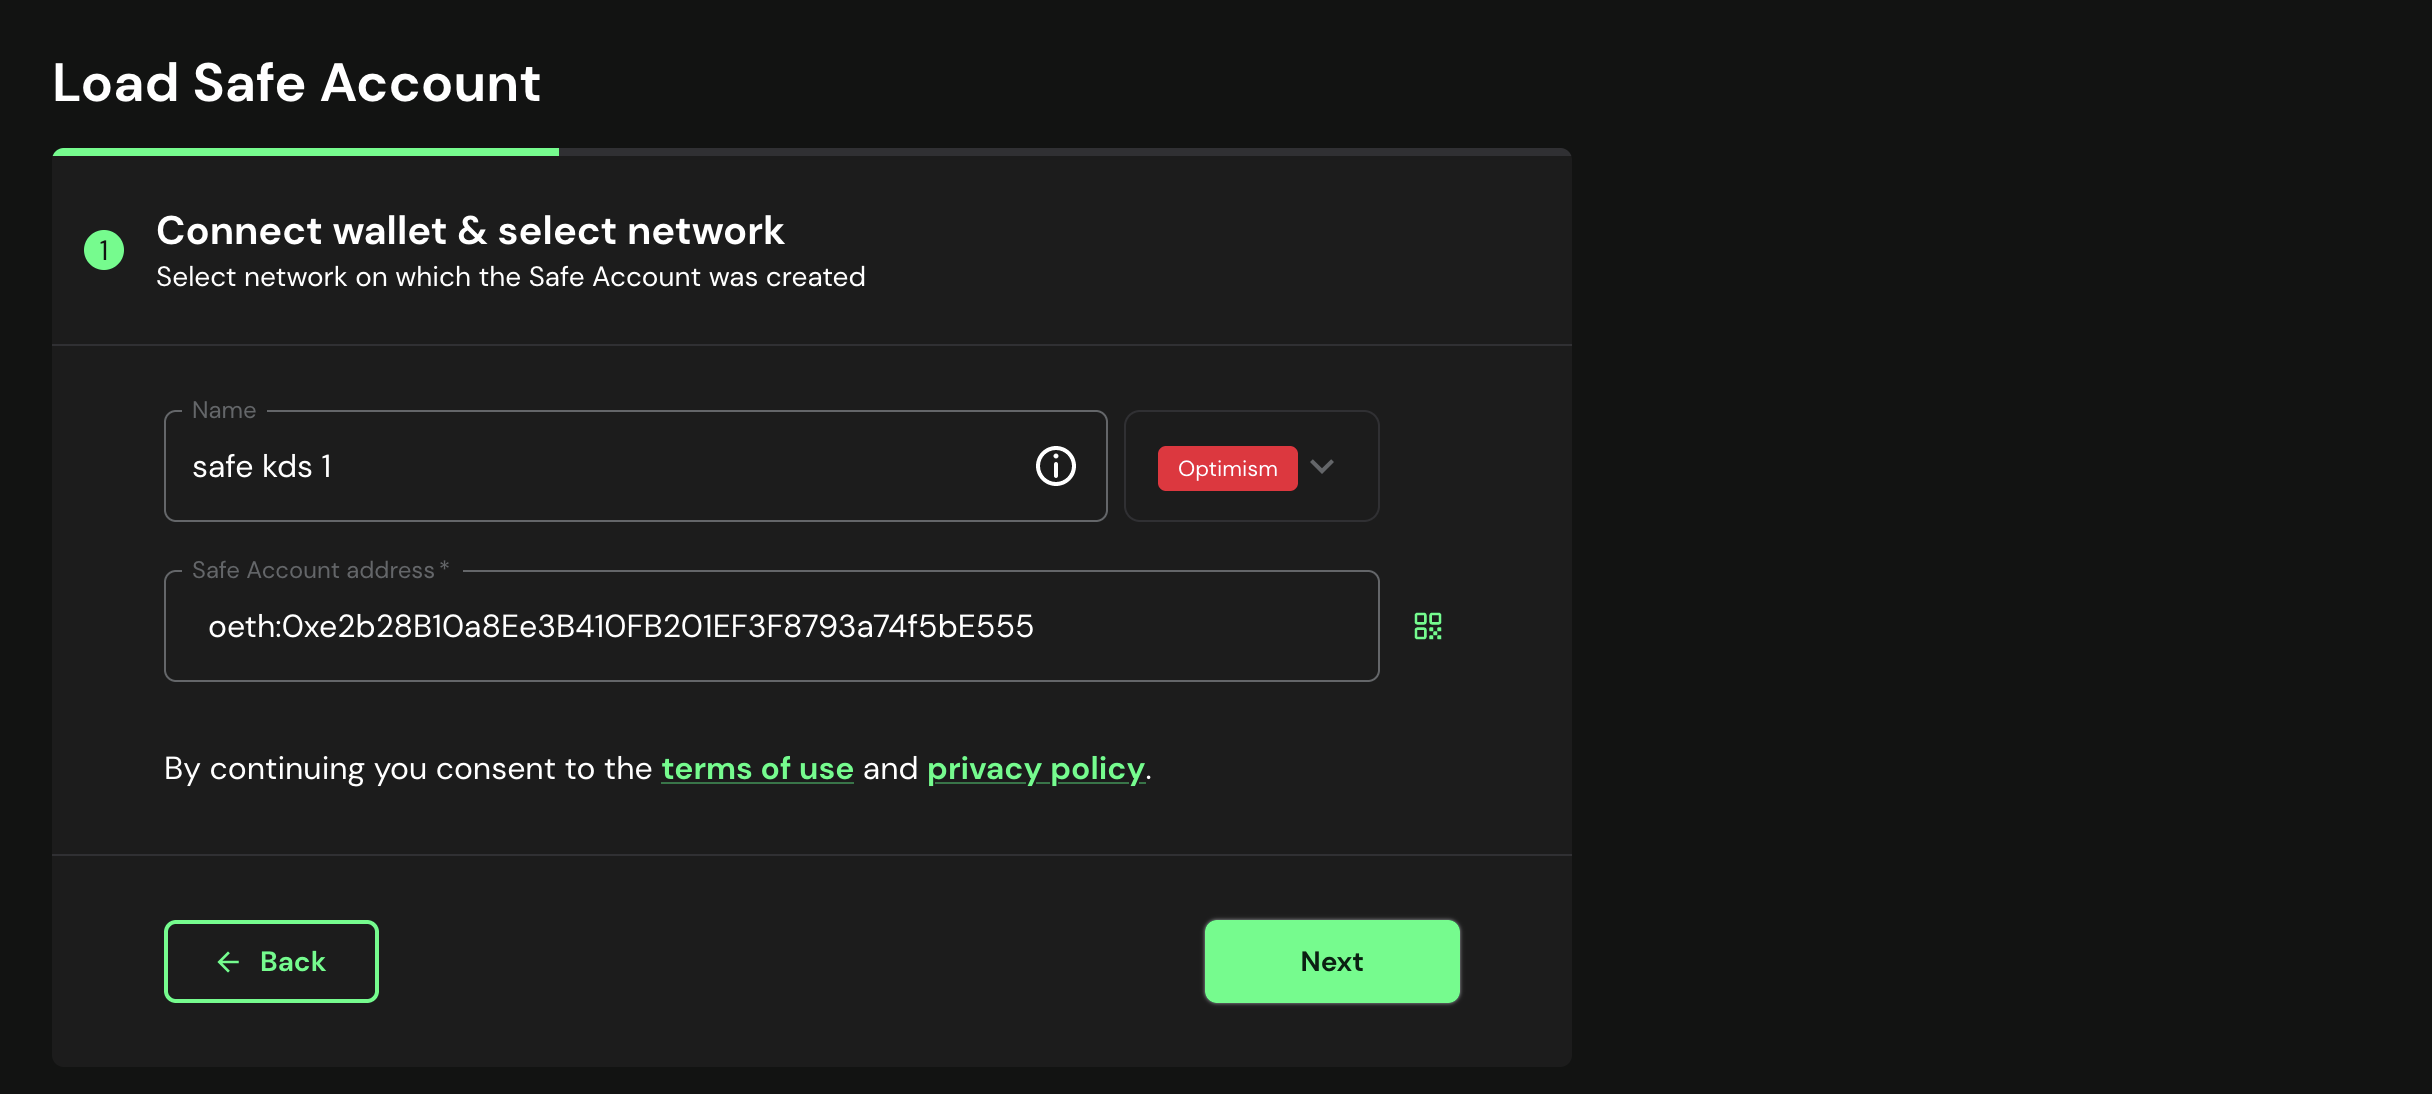 Load Safe Account
1
Connect wallet & select network
Select network on which the Safe Account was created
Name
safe kds 1
Optimism
Safe Account address *
oeth:0xe2b28B10a8Ee3B410FB201EF3F8793a74f5bE555
By continuing you consent to the terms of use and privacy policy.
Back
Next